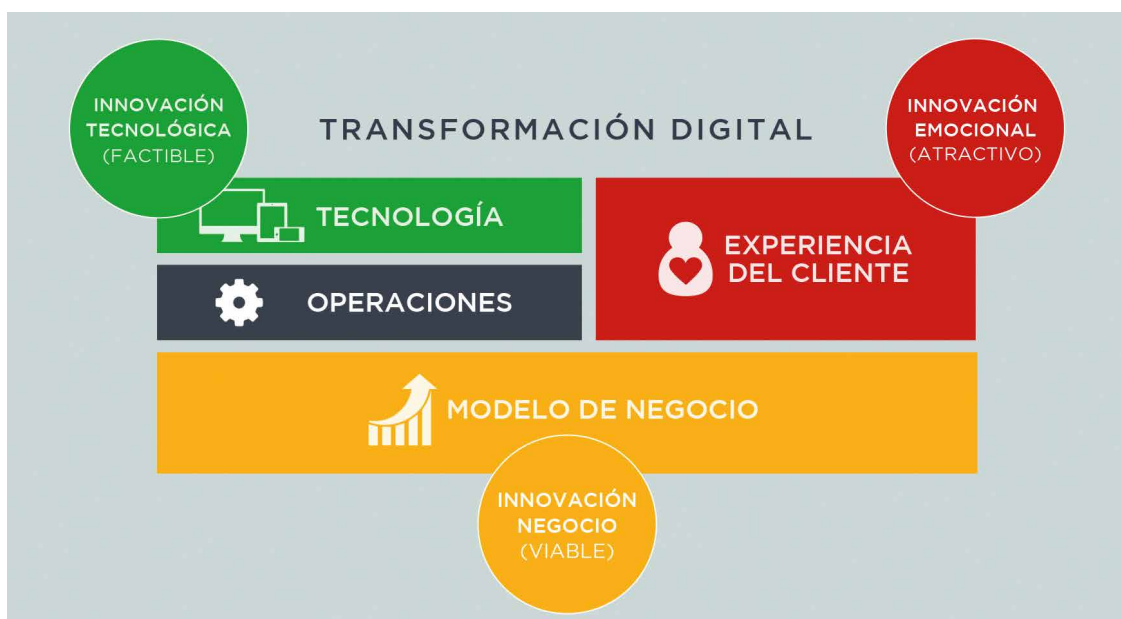 INNOVACIÓN
TECNOLÓGICA
(FACTIBLE)
TRANSFORMACIÓN DIGITAL
INNOVACIÓN
EMOCIONAL
(ATRACTIVO)
TECNOLOGÍA
OPERACIONES
EXPERIENCIA
DEL CLIENTE
MODELO DE NEGOCIO
INNOVACIÓN
NEGOCIO
(VIABLE)